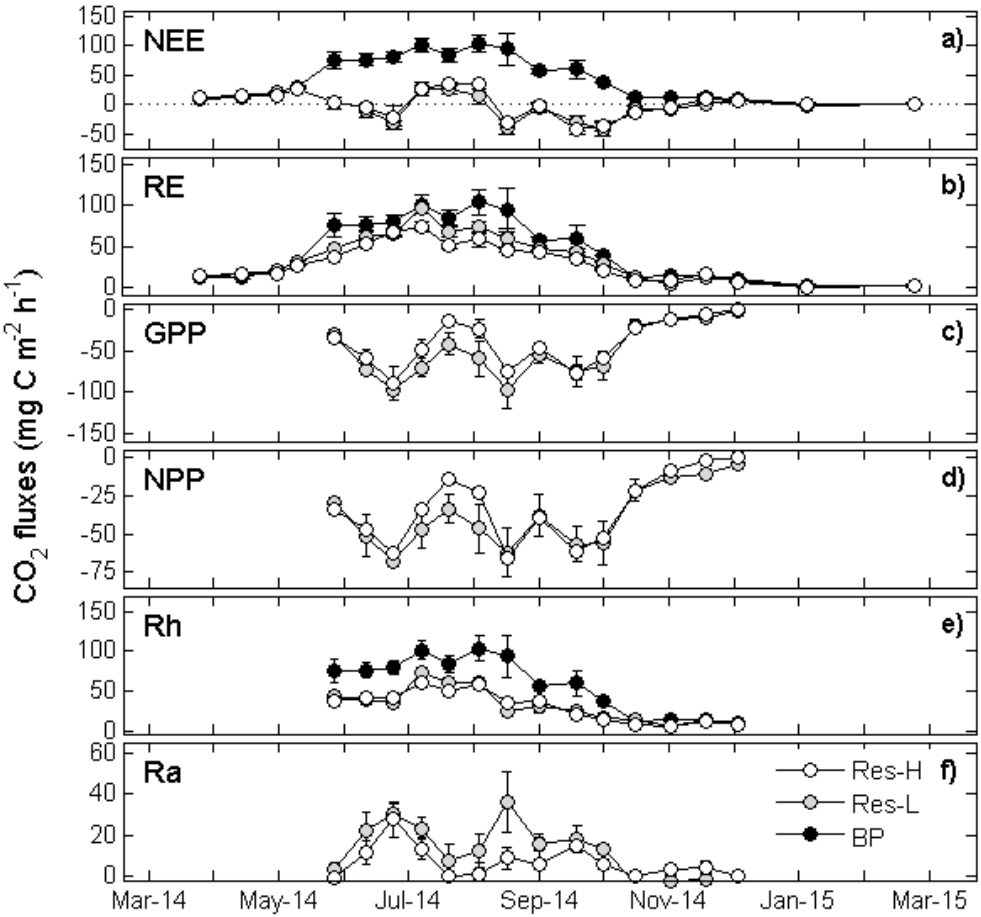 CO2 fluxes (mg C m-2 h-1)
NEE
a)
150
100
50
0
-50
RE
b)
150
100
50
0
GPP
c)
0
-50
-100
-150
NPP
d)
0
-25
-50
-75
Rh
e)
150
100
50
0
Ra
f)
60
40
20
0
Res-H
Res-L
BP
Mar-14 May-14 Jul-14 Sep-14 Nov-14 Jan-15 Mar-15